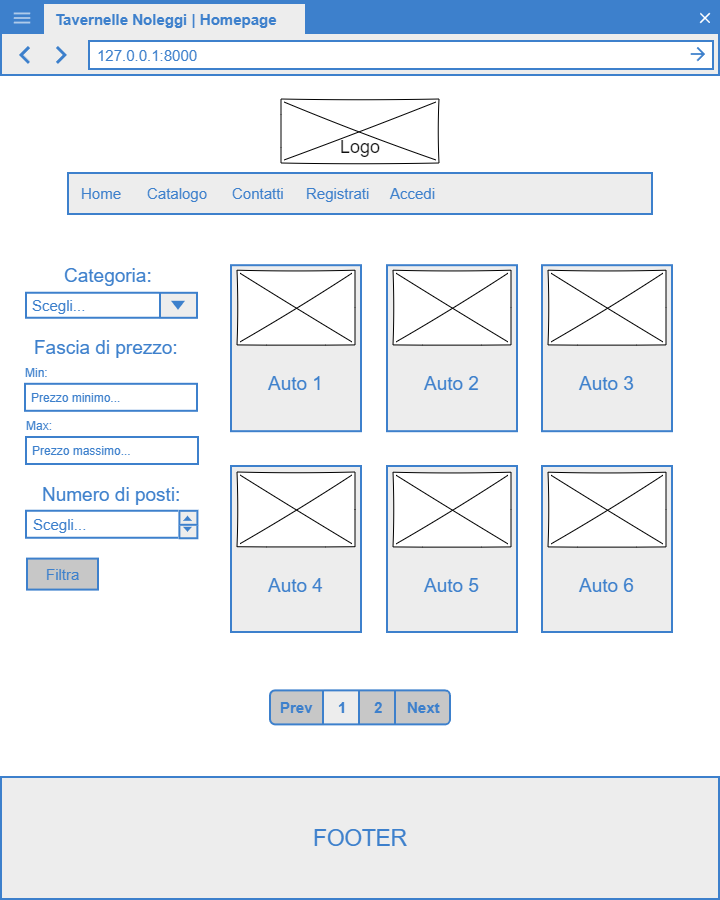 Tavernelle Noleggi | Homepage
127.0.0.1:8000
Logo
Home Catalogo Contatti Registrati Accedi
Categoria:
Scegli...
Fascia di prezzo:
Min:
Prezzo minimo...
Max:
Prezzo massimo...
Numero di posti:
Scegli...
Filtra
Auto 1 Auto 2 Auto 3
Auto 4 Auto 5 Auto 6
Prev 1 2 Next
FOOTER